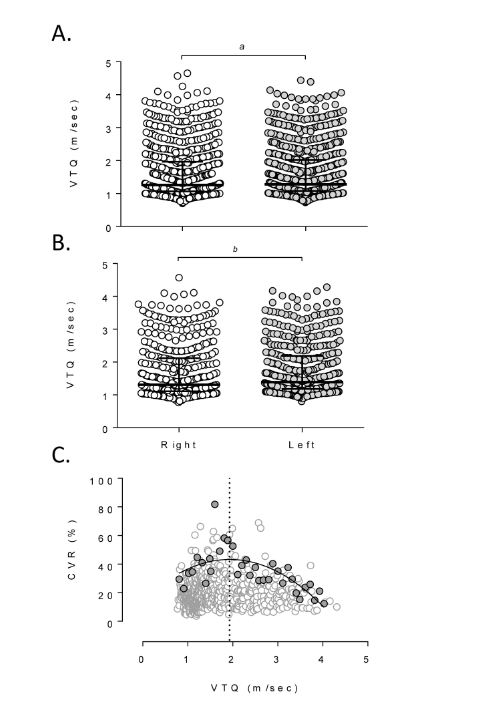 A.
a
5
4
3
2
1
0
VTQ (m/sec)
B.
b
5
4
3
2
1
0
VTQ (m/sec)
Right Left
C.
100
80
60
40
20
0
CVR (%)
0 1 2 3 4 5
VTQ (m/sec)